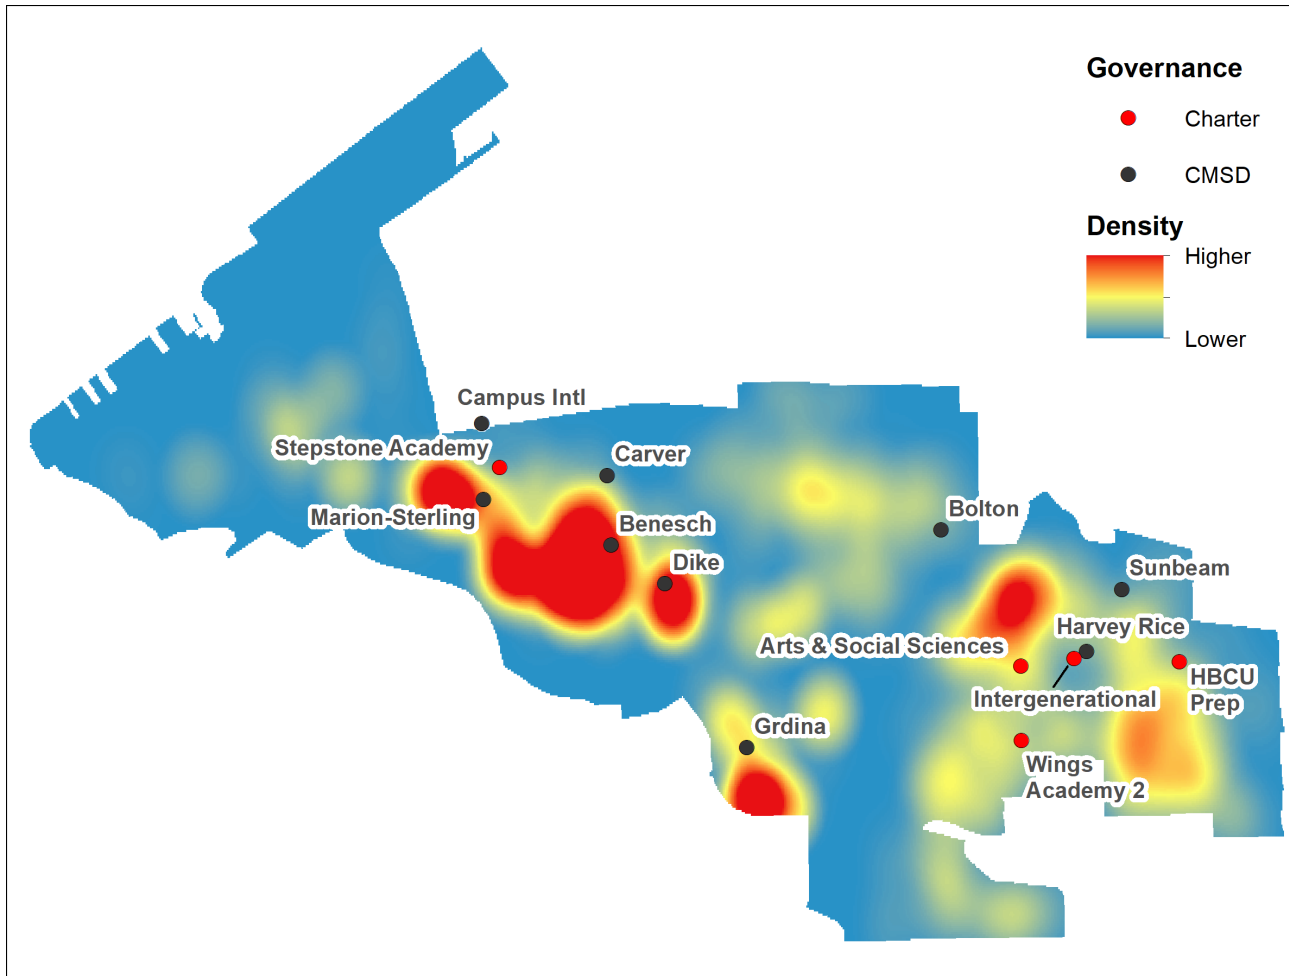 Governance
Charter
CMSD
Density
Higher
Lower
Campus Intl
Stepstone Academy
Carver
Marion-Sterling
Benesch
Bolton
Dike
Sunbeam
Harvey Rice
Arts & Social Sciences
HBCU
Prep
Intergenerational
Grdina
Wings
Academy 2